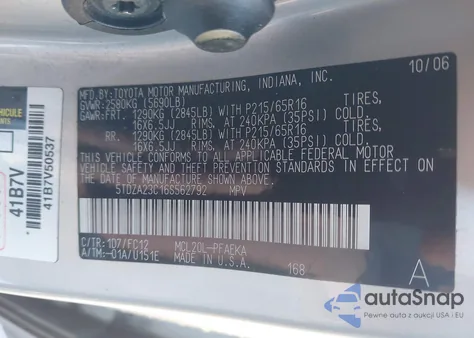 MFD.BY:TOYOTA MOTOR MANUFACTURING, INDIANA, INC. 10/06
GVWR: 2580KG (5690LB)
GAWR:FRT. 1290KG (2845LB) WITH P215/65R16 TIRES,
16X6.5JJ RIMS, AT 240KPA (35PSI) COLD.
RR. 1290KG (2845LB) WITH P215/65R16 TIRES,
16X6.5JJ RIMS, AT 240KPA (35PSI) COLD.
THIS VEHICLE CONFORMS TO ALL APPLICABLE FEDERAL MOTOR
VEHICLE SAFETY AND THEFT PREVENTION STANDARDS IN EFFECT
ON THE DATE OF MANUFACTURE SHOWN ABOVE.
5TDZA23C16S562792 MPV
C/TR:1D7/FC12 MCL20L-PFAEKA
A/TM:-01A/U151E MADE IN U.S.A. 168 A
VEHICULE
41B7V
41B7V50537
autoSnap
Pewne auta z wypadku | US i EU